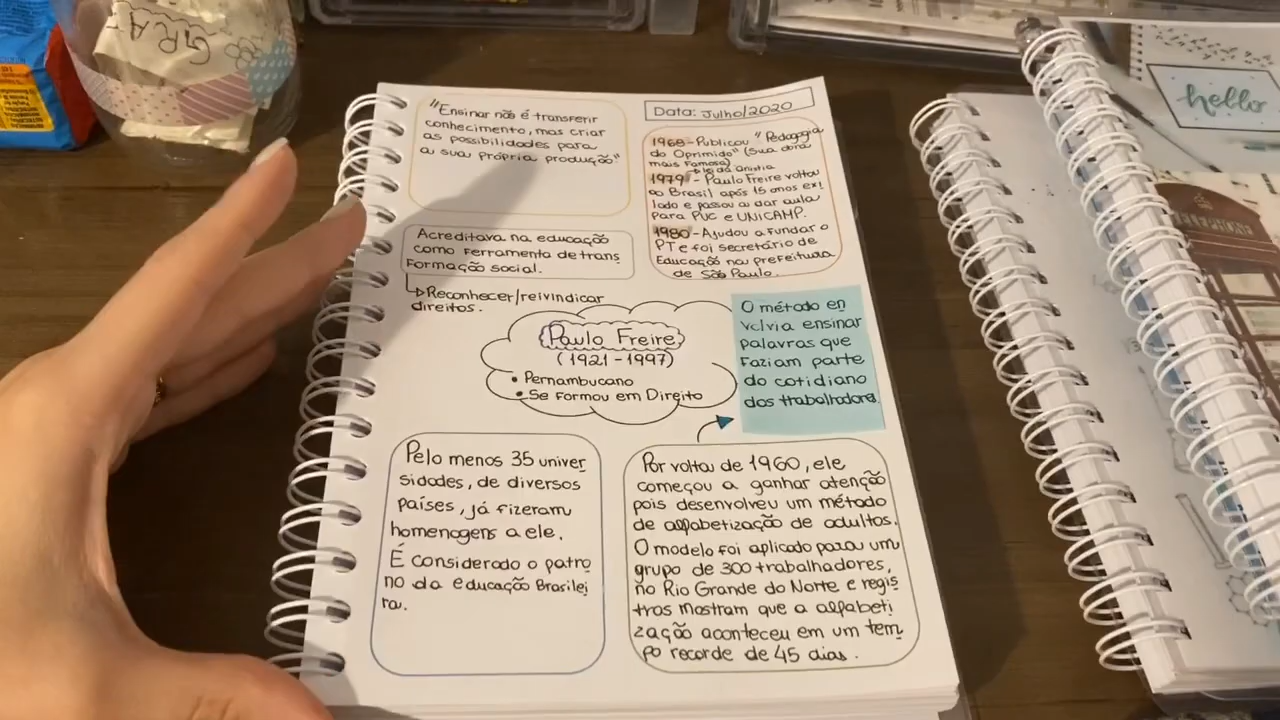 GRA
hello
TELEPHONE
"Ensinar não é transferir
conhecimento, mas criar
as possibilidades para
a sua própria produção"
Data: Julho/2020
1968-Publicou "Pedagogia
do Oprimido" (Sua obra
mais famosa)
lei da Anistia
1979 - Paulo Freire voltou
ao Brasil após 15 anos exi
lado e passou a dar aula
para PUC e UNICAMP.
1980-Ajudou a fundar o
PT e foi secretário de
Educação na prefeitura
de São Paulo.
Acreditava na educação
como ferramenta de trans
formação social.
Reconhecer/reivindicar
direitos.
Paulo Freire
(1921-1997)
• Pernambucano
• Se formou em Direito
O método en
volvia ensinar
palavras que
faziam parte
do cotidiano
dos trabalhadores.
Pelo menos 35 univer
sidades, de diversos
países, já fizeram
homenagens a ele.
É considerado o patro
no da educação Brasilei
ra.
Por volta de 1960, ele
começou a ganhar atenção
pois desenvolveu um método
de alfabetização de adultos.
O modelo foi aplicado para um
grupo de 300 trabalhadores,
no Rio Grande do Norte e regis
tros mostram que a alfabeti
zação aconteceu em um tem
po recorde de 45 dias.